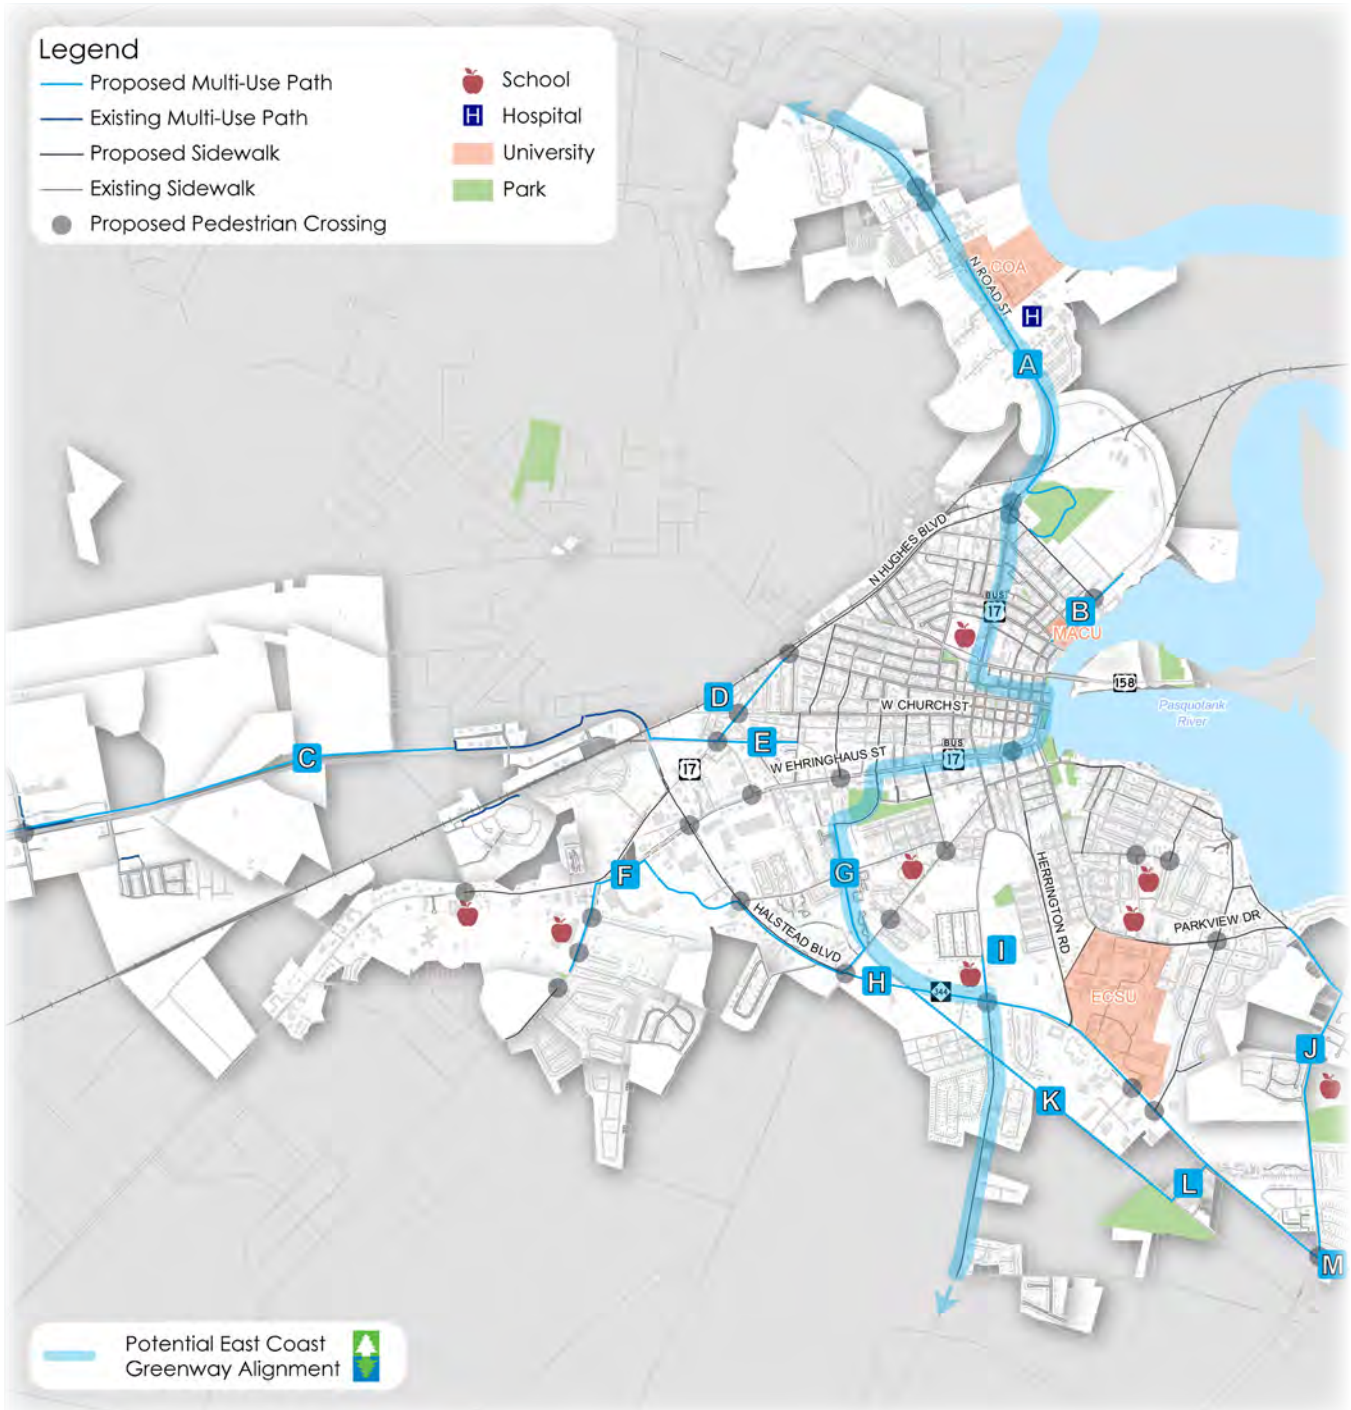 Legend
Proposed Multi-Use Path
Existing Multi-Use Path
Proposed Sidewalk
Existing Sidewalk
Proposed Pedestrian Crossing
School
H Hospital
University
Park
COA
N ROAD ST
H
A
N HUGHES BLVD
BUS
17
B
MACU
158
Pasquotank
River
D
W CHURCH ST
C
E
17
W EHRINGHAUS ST
BUS
17
F
G
HERRINGTON RD
HALSTEAD BLVD
PARKVIEW DR
I
H
344
ECSU
J
K
L
M
Potential East Coast
Greenway Alignment